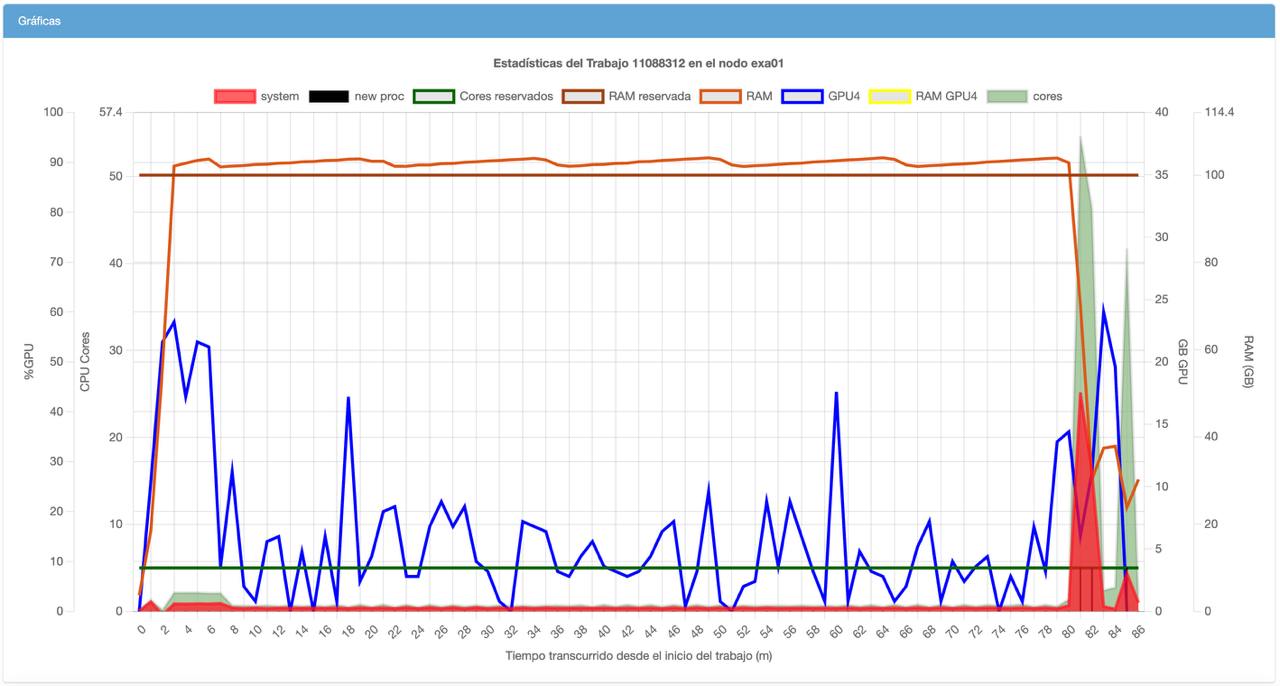 Gráficas
Estadísticas del Trabajo 11088312 en el nodo exa01
system new proc Cores reservados RAM reservada RAM GPU4 RAM GPU4 cores
100 57.4 40 114.4
90 50 35 100
80 30
70 40 80
60 25
50 30 20 60
40 15
30 20 40
20 10 10 20
10 5
0 0 0 0
%GPU
CPU Cores
GB GPU
RAM (GB)
0 2 4 6 8 10 12 14 16 18 20 22 24 26 28 30 32 34 36 38 40 42 44 46 48 50 52 54 56 58 60 62 64 66 68 70 72 74 76 78 80 82 84 86
Tiempo transcurrido desde el inicio del trabajo (m)